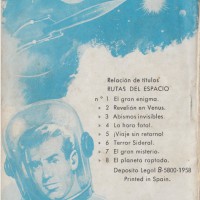 Relación de títulos
RUTAS DEL ESPACIO
n.º 1 El gran enigma.
» 2 Rebelión en Venus.
» 3 Abismos invisibles.
» 4 La hora fatal.
» 5 ¡Viaje sin retorno!
» 6 Terror Sideral.
» 7 El gran misterio.
» 8 El planeta raptado.
Depósito Legal B-5800-1958
Printed in Spain.